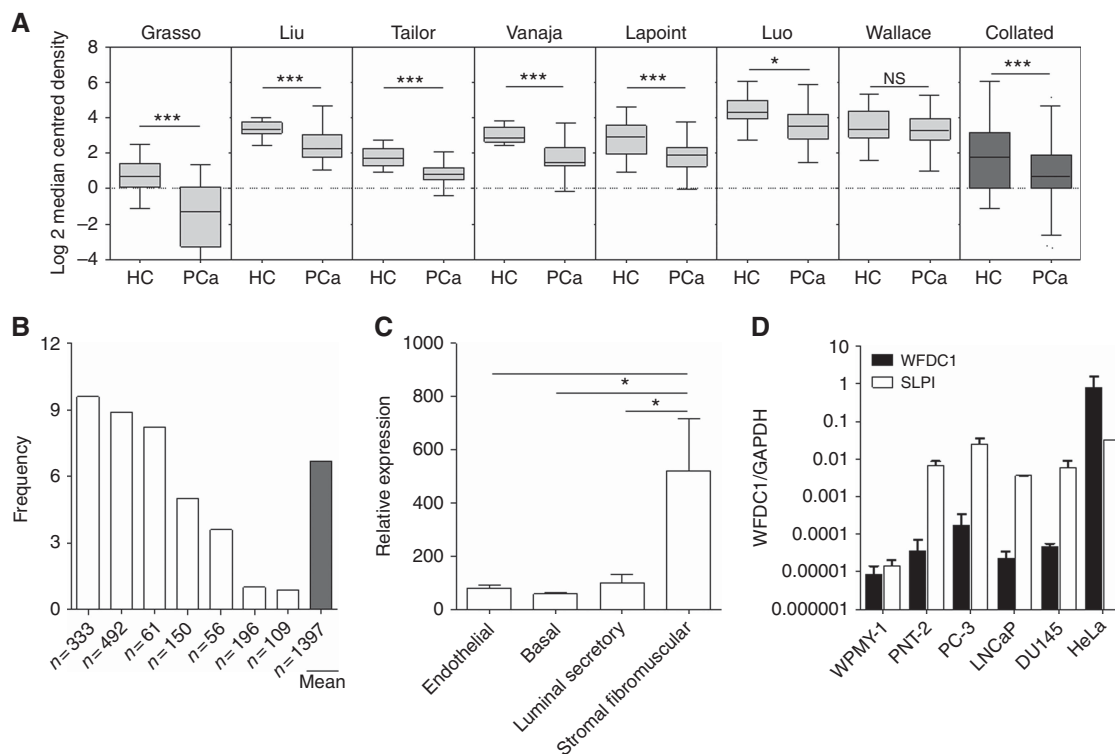 A
Grasso Liu Tailor Vanaja Lapoint Luo Wallace Collated
Log 2 median centred density
8
6
4
2
0
−2
−4
*** *** *** *** *** * NS ***
HC PCa HC PCa HC PCa HC PCa HC PCa HC PCa HC PCa HC PCa
B
Frequency
12
9
6
3
0
n=333 n=492 n=61 n=150 n=56 n=196 n=109 n=1397
Mean
C
Relative expression
1000
800
600
400
200
0
*
*
*
Endothelial Basal Luminal secretory Stromal fibromuscular
D
WFDC1/GAPDH
10
1
0.1
0.01
0.001
0.0001
0.00001
0.000001
WFDC1
SLPI
WPMY-1 PNT-2 PC-3 LNCaP DU145 HeLa